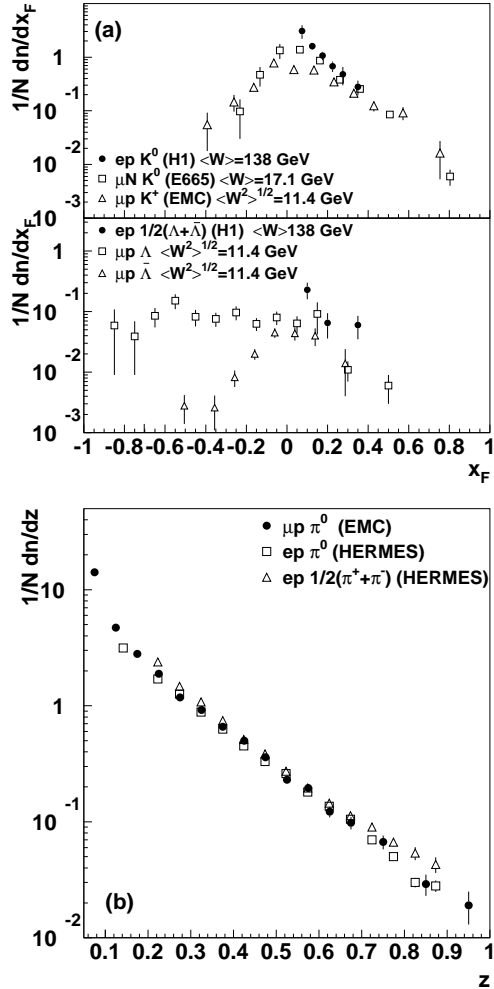 (a)
1/N dn/dx_F
1
10^-1
10^-2
10^-3
ep K^0 (H1) <W>=138 GeV
μN K^0 (E665) <W>=17.1 GeV
μp K^+ (EMC) <W^2>^1/2=11.4 GeV
1/N dn/dx_F
1
10^-1
10^-2
10^-3
ep 1/2(Λ+Λ̄) (H1) <W>138 GeV
μp Λ <W^2>^1/2=11.4 GeV
μp Λ̄ <W^2>^1/2=11.4 GeV
-1 -0.8 -0.6 -0.4 -0.2 0 0.2 0.4 0.6 0.8 1
x_F
1/N dn/dz
μp π^0 (EMC)
ep π^0 (HERMES)
ep 1/2(π^+ + π^-) (HERMES)
10
1
10^-1
10^-2
(b)
0.1 0.2 0.3 0.4 0.5 0.6 0.7 0.8 0.9 1
z